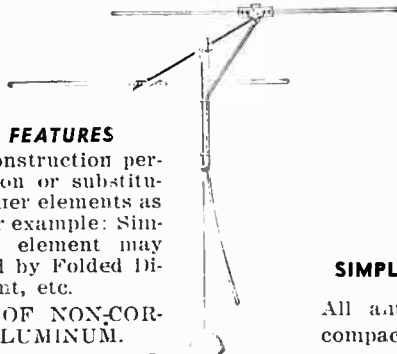 FEATURES
onstruction per-
on or substitu-
ner elements as
r example: Sim-
element may
d by Folded Di-
nt, etc.
OF NON-COR-
LUMINUM.
SIMPL
All ant
compac